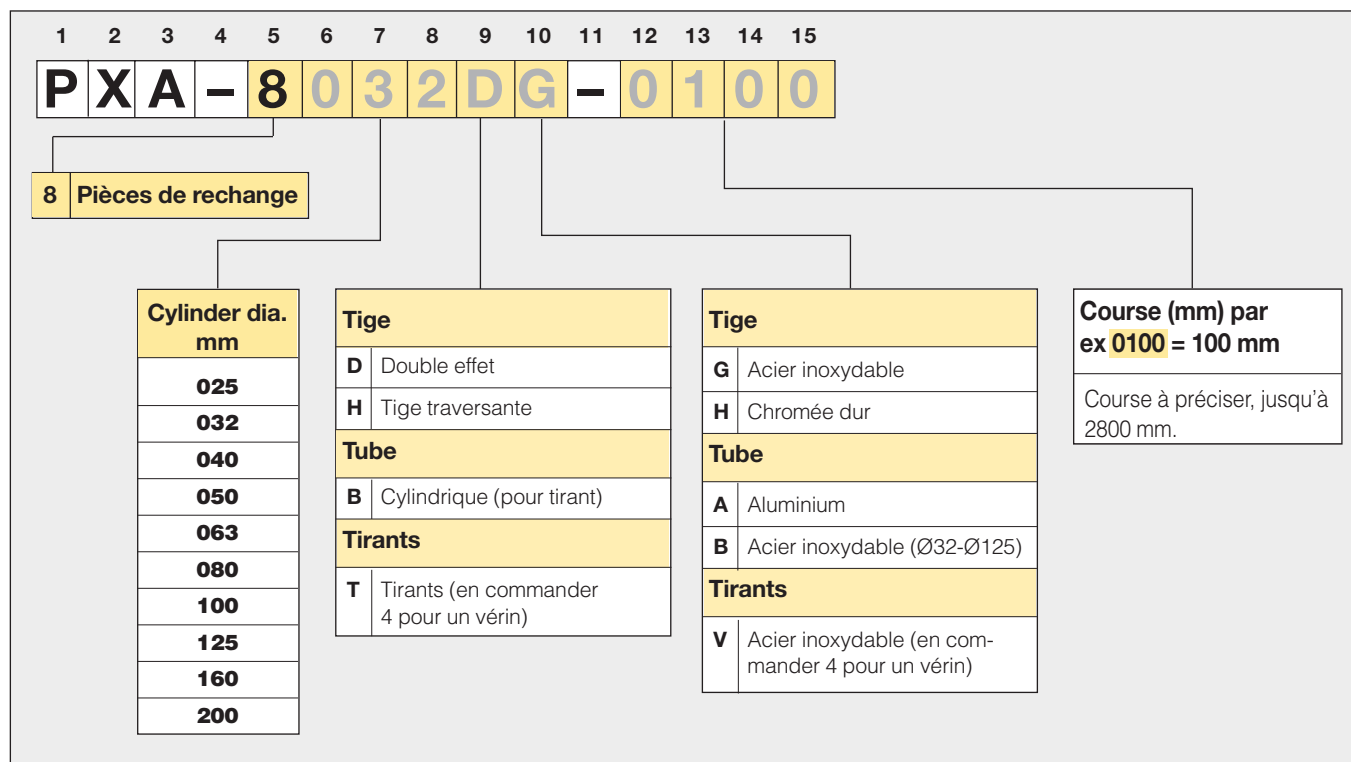 1 2 3 4 5 6 7 8 9 10 11 12 13 14 15
P X A – 8 0 3 2 D G – 0 1 0 0
8 Pièces de rechange
Cylinder dia.
mm
025
032
040
050
063
080
100
125
160
200
Tige
D Double effet
H Tige traversante
Tube
B Cylindrique (pour tirant)
Tirants
T Tirants (en commander
4 pour un vérin)
Tige
G Acier inoxydable
H Chromée dur
Tube
A Aluminium
B Acier inoxydable (Ø32-Ø125)
Tirants
V Acier inoxydable (en com-
mander 4 pour un vérin)
Course (mm) par
ex 0100 = 100 mm
Course à préciser, jusqu’à
2800 mm.